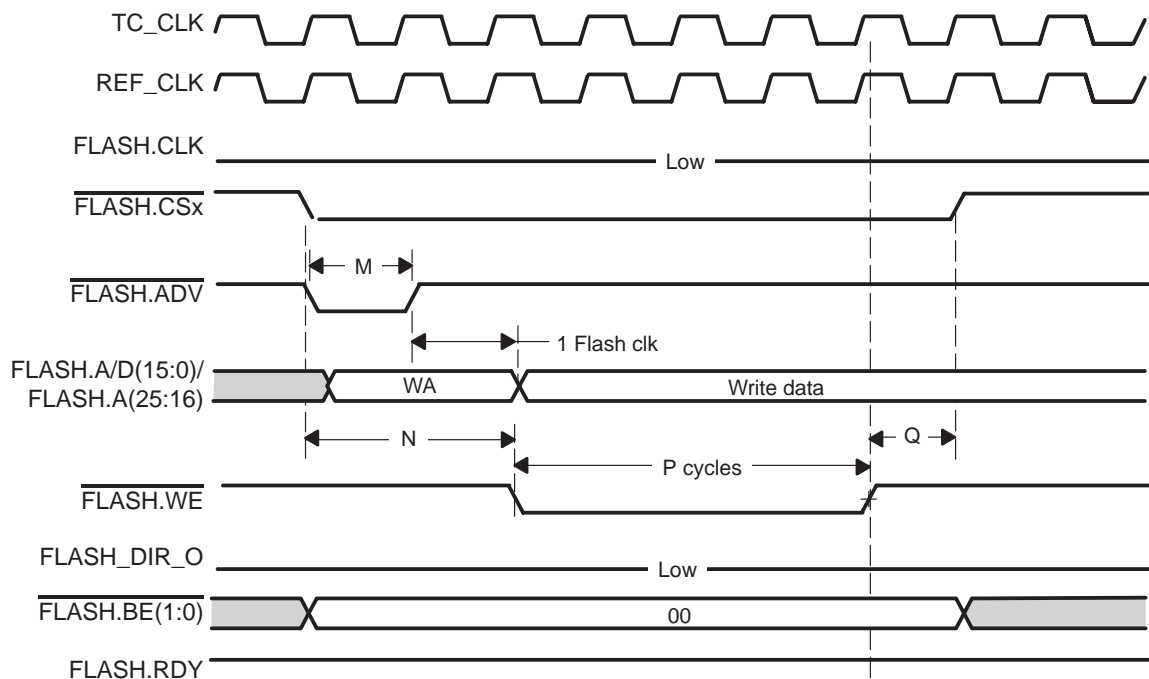 TC_CLK
REF_CLK
FLASH.CLK
Low
FLASH.CSx
M
FLASH.ADV
1 Flash clk
FLASH.A/D(15:0)/
FLASH.A(25:16)
WA
Write data
N
Q
P cycles
FLASH.WE
FLASH_DIR_O
Low
FLASH.BE(1:0)
00
FLASH.RDY